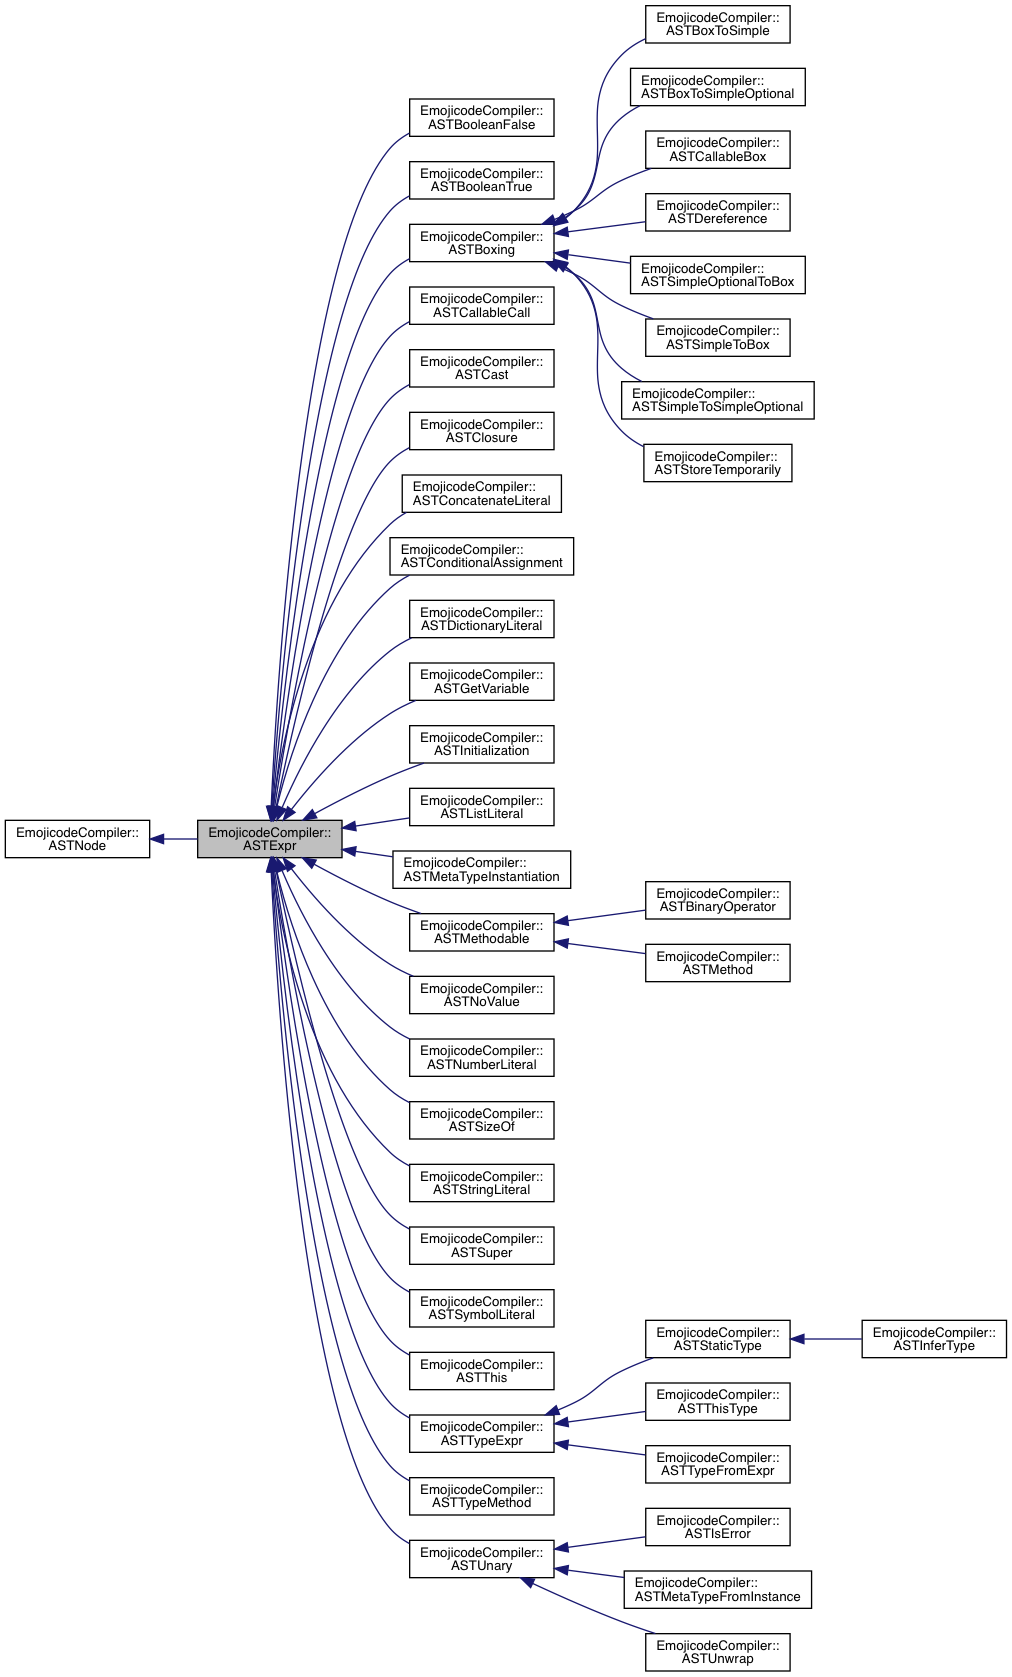 EmojicodeCompiler::
ASTNode
EmojicodeCompiler::
ASTExpr
EmojicodeCompiler::
ASTBooleanFalse
EmojicodeCompiler::
ASTBooleanTrue
EmojicodeCompiler::
ASTBoxing
EmojicodeCompiler::
ASTCallableCall
EmojicodeCompiler::
ASTCast
EmojicodeCompiler::
ASTClosure
EmojicodeCompiler::
ASTConcatenateLiteral
EmojicodeCompiler::
ASTConditionalAssignment
EmojicodeCompiler::
ASTDictionaryLiteral
EmojicodeCompiler::
ASTGetVariable
EmojicodeCompiler::
ASTInitialization
EmojicodeCompiler::
ASTListLiteral
EmojicodeCompiler::
ASTMetaTypeInstantiation
EmojicodeCompiler::
ASTMethodable
EmojicodeCompiler::
ASTNoValue
EmojicodeCompiler::
ASTNumberLiteral
EmojicodeCompiler::
ASTSizeOf
EmojicodeCompiler::
ASTStringLiteral
EmojicodeCompiler::
ASTSuper
EmojicodeCompiler::
ASTSymbolLiteral
EmojicodeCompiler::
ASTThis
EmojicodeCompiler::
ASTTypeExpr
EmojicodeCompiler::
ASTTypeMethod
EmojicodeCompiler::
ASTUnary
EmojicodeCompiler::
ASTBoxToSimple
EmojicodeCompiler::
ASTBoxToSimpleOptional
EmojicodeCompiler::
ASTCallableBox
EmojicodeCompiler::
ASTDereference
EmojicodeCompiler::
ASTSimpleOptionalToBox
EmojicodeCompiler::
ASTSimpleToBox
EmojicodeCompiler::
ASTSimpleToSimpleOptional
EmojicodeCompiler::
ASTStoreTemporarily
EmojicodeCompiler::
ASTBinaryOperator
EmojicodeCompiler::
ASTMethod
EmojicodeCompiler::
ASTStaticType
EmojicodeCompiler::
ASTThisType
EmojicodeCompiler::
ASTTypeFromExpr
EmojicodeCompiler::
ASTIsError
EmojicodeCompiler::
ASTMetaTypeFromInstance
EmojicodeCompiler::
ASTUnwrap
EmojicodeCompiler::
ASTInferType